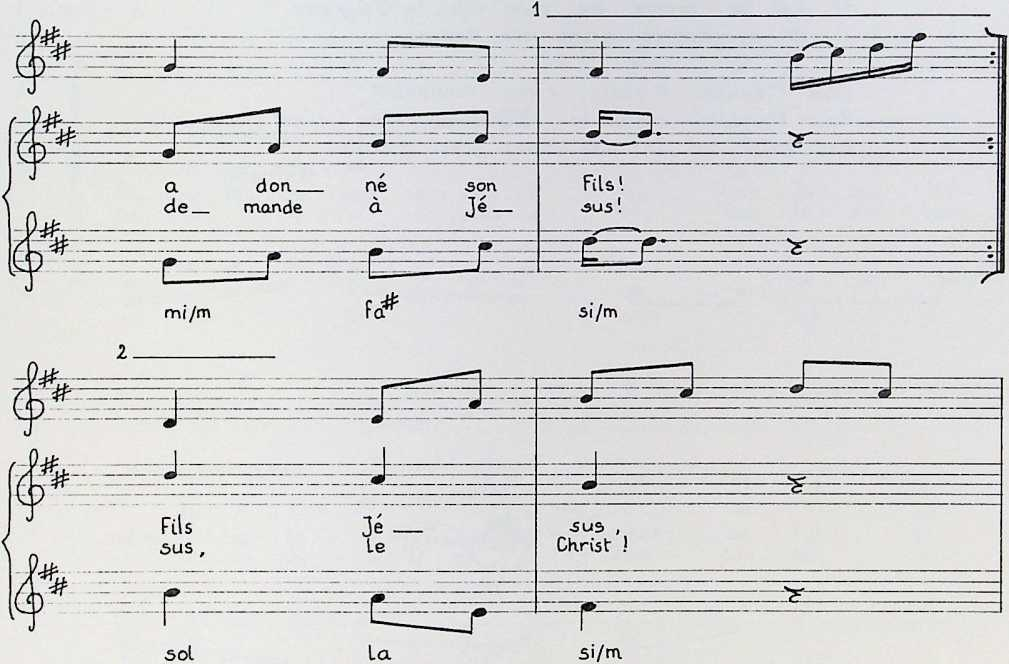 1
a don_ né son Fils!
de_ mande à Jé_ sus!
mi/m fa# si/m
2
Fils Jé_ sus,
sus, le Christ'!
sol la si/m